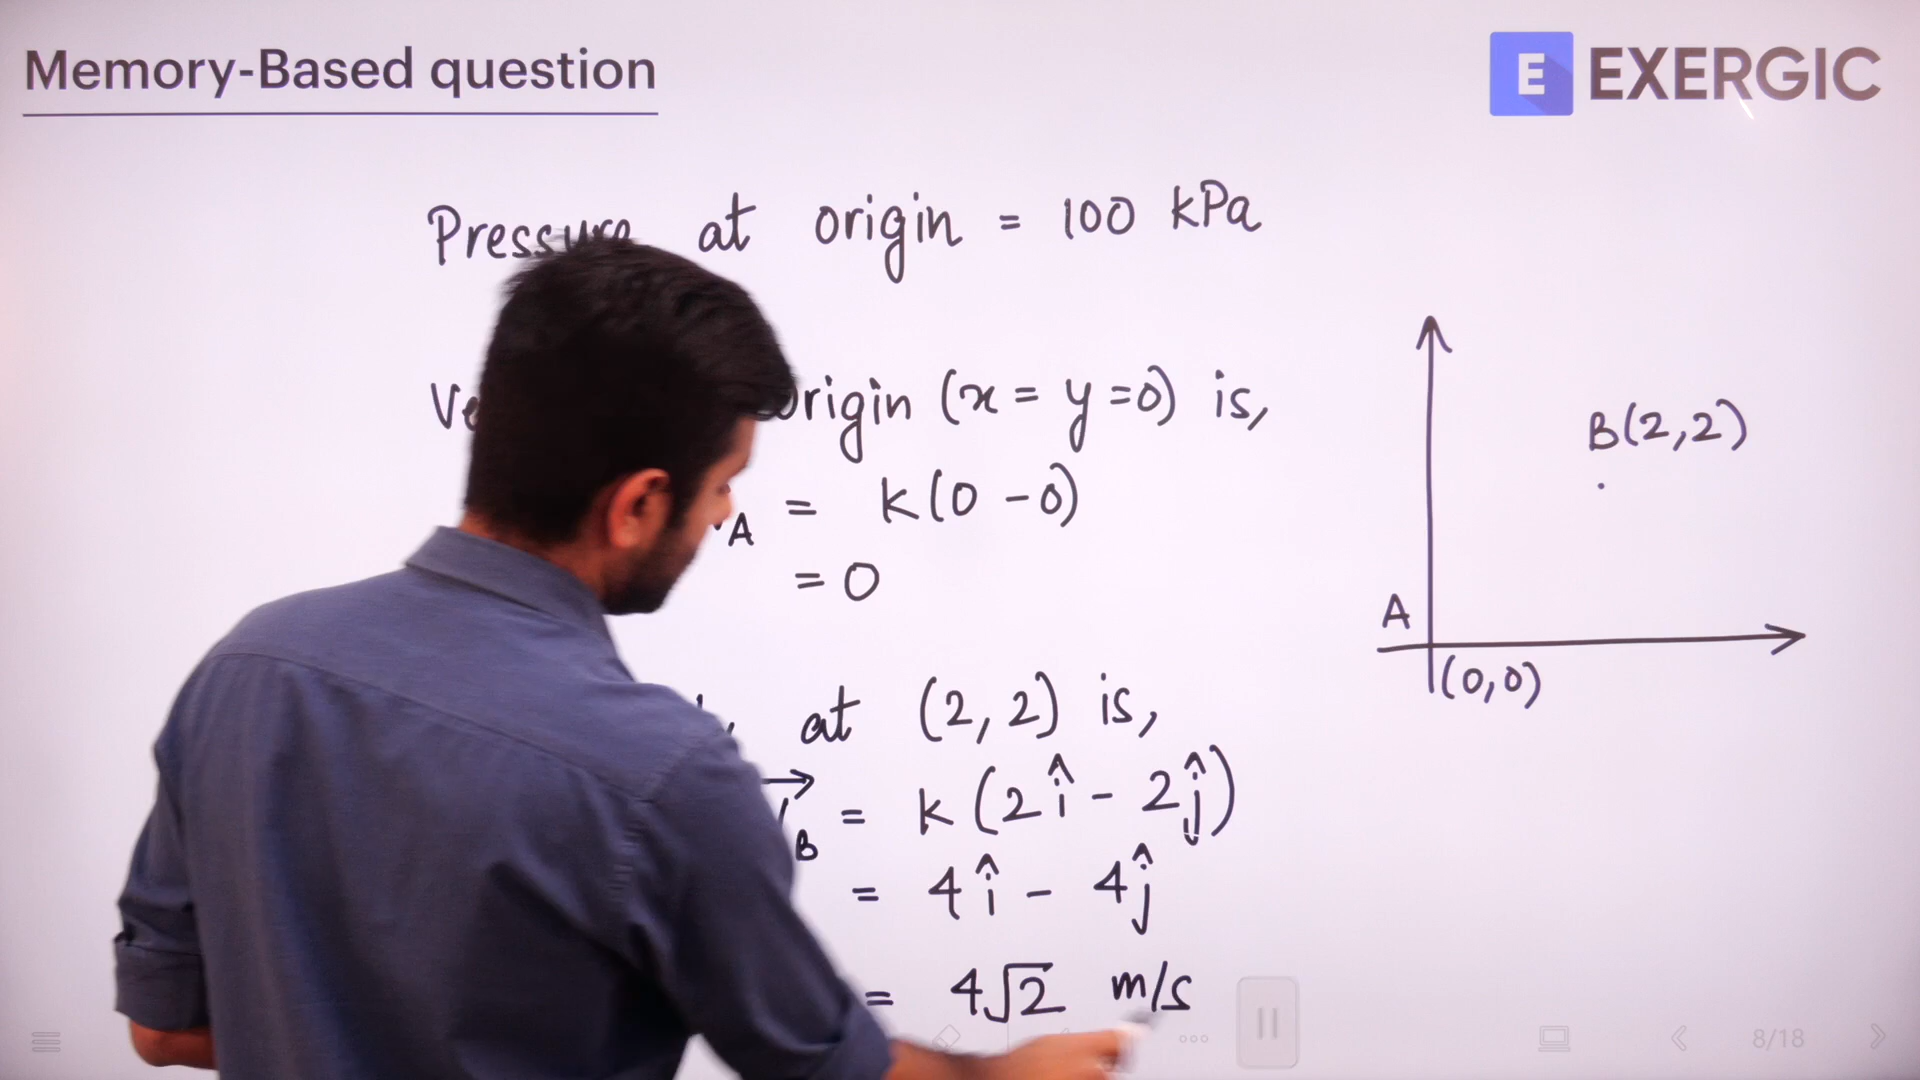 Memory-Based question
E EXERGIC
Pressure at origin = 100 kPa
origin (x = y = 0) is,
A = k(0 - 0)
= 0
at (2, 2) is,
B = k(2î - 2ĵ)
= 4î - 4ĵ
= 4√2 m/s
B(2,2)
A
(0,0)
8/18